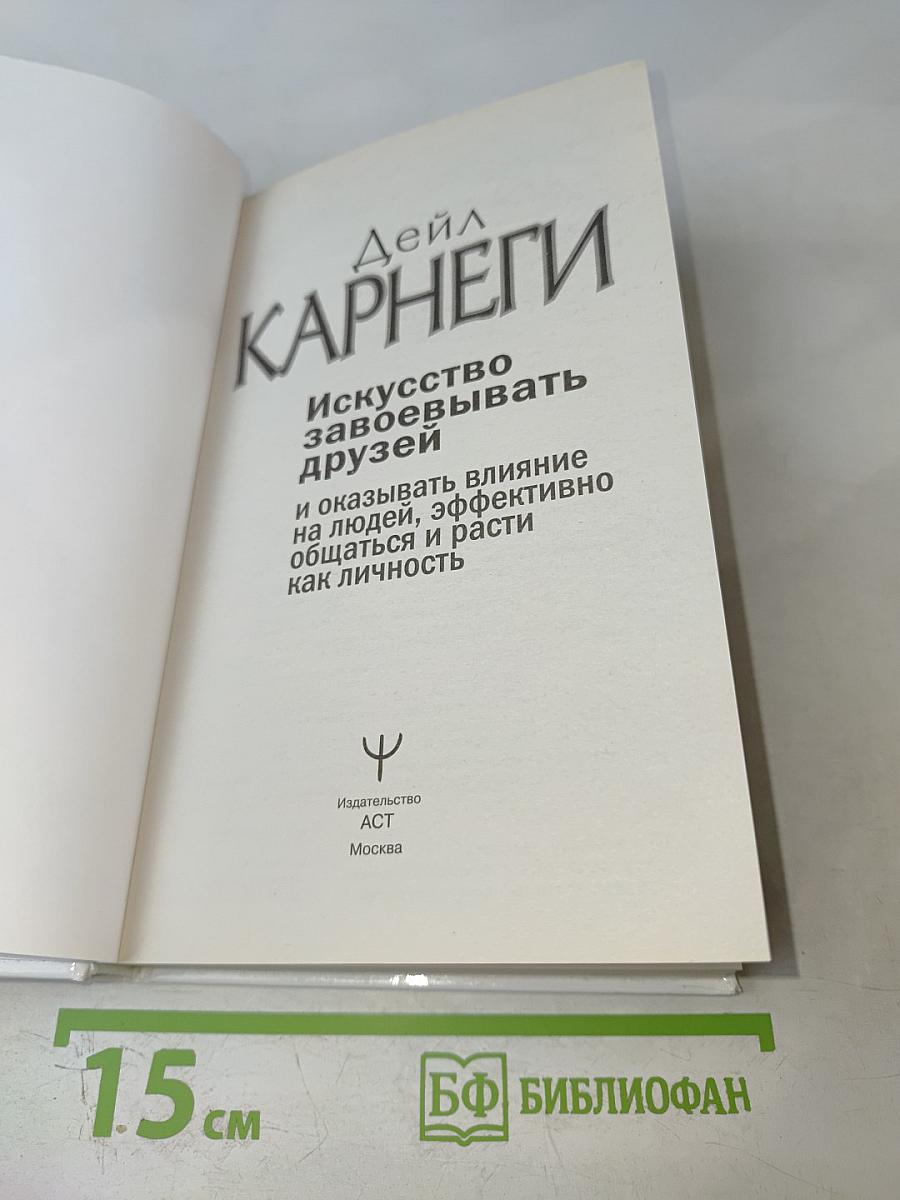 Дейл
КАРНЕГИ
Искусство
завоевывать
друзей
и оказывать влияние
на людей, эффективно
общаться и расти
как личность
Издательство
АСТ
Москва
15 см
БФ БИБЛИОФАН